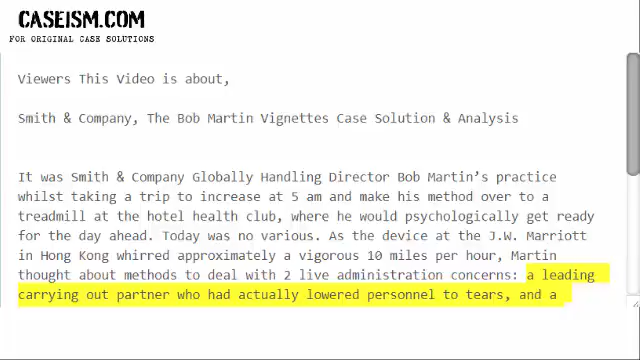 CASEISM.COM
FOR ORIGINAL CASE SOLUTIONS
Viewers This Video is about,
Smith & Company, The Bob Martin Vignettes Case Solution & Analysis
It was Smith & Company Globally Handling Director Bob Martin's practice
whilst taking a trip to increase at 5 am and make his method over to a
treadmill at the hotel health club, where he would psychologically get ready
for the day ahead. Today was no various. As the device at the J.W. Marriott
in Hong Kong whirred approximately a vigorous 10 miles per hour, Martin
thought about methods to deal with 2 live administration concerns: a leading
carrying out partner who had actually lowered personnel to tears, and a